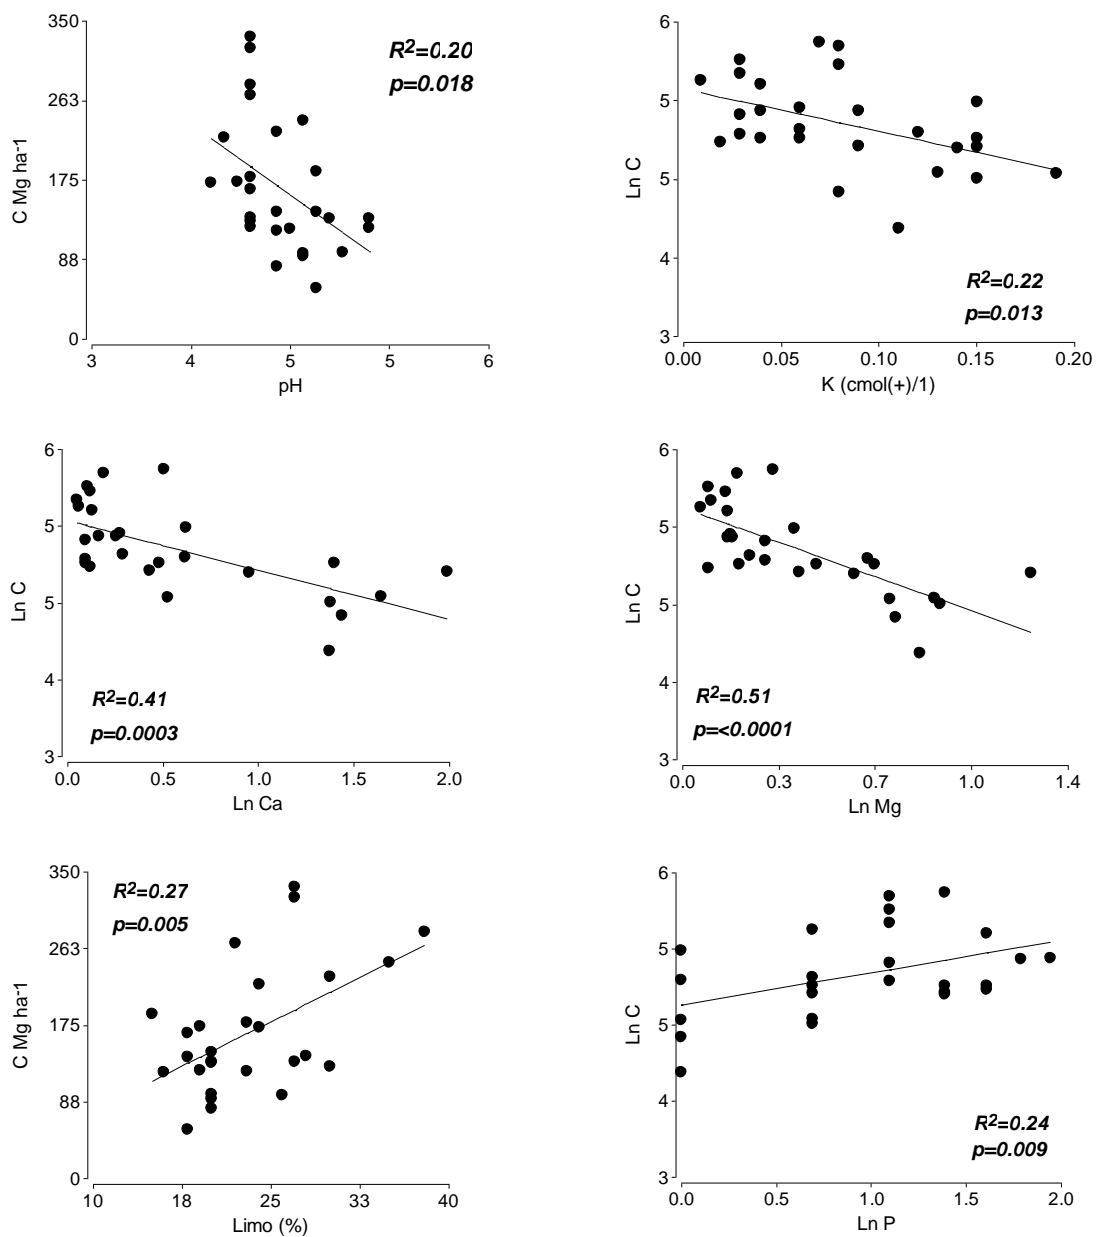 350
263
175
88
0
C Mg ha-1
R2=0.20
p=0.018
3 4 5 5 6
pH
6
5
5
4
3
Ln C
R2=0.22
p=0.013
0.00 0.05 0.10 0.15 0.20
K (cmol(+)/1)
6
5
5
4
3
Ln C
R2=0.41
p=0.0003
0.0 0.5 1.0 1.5 2.0
Ln Ca
6
5
5
4
3
Ln C
R2=0.51
p=<0.0001
0.0 0.3 0.7 1.0 1.4
Ln Mg
350
263
175
88
0
C Mg ha-1
R2=0.27
p=0.005
10 18 25 33 40
Limo (%)
6
5
5
4
3
Ln C
R2=0.24
p=0.009
0.0 0.5 1.0 1.5 2.0
Ln P